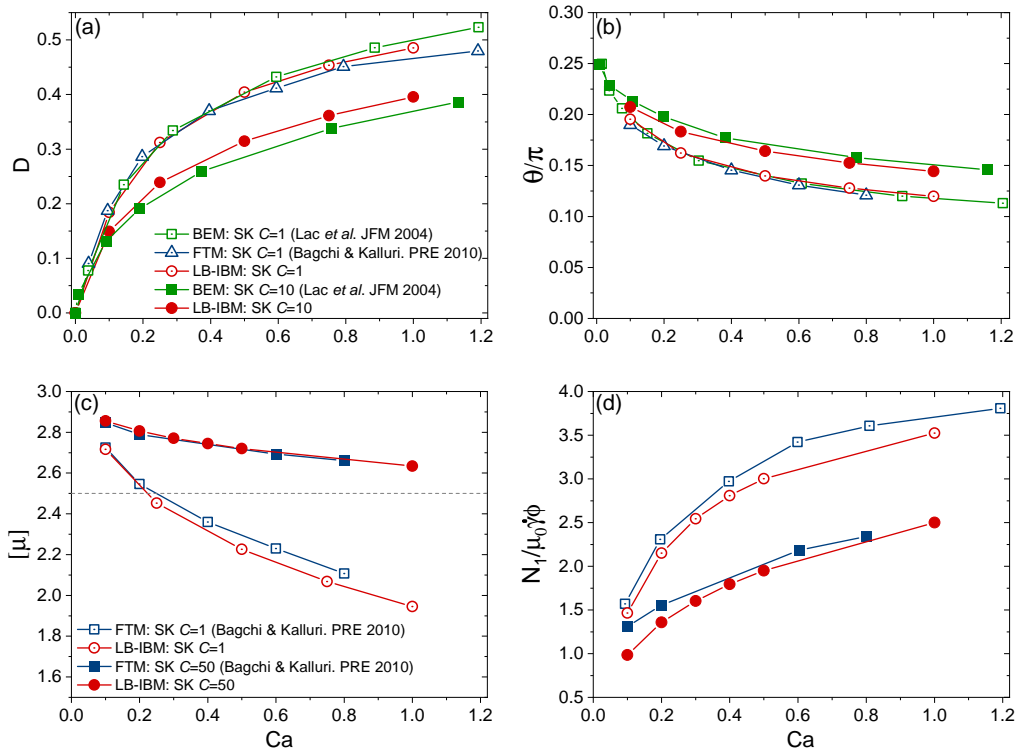 (a)
0.5
0.4
0.3
0.2
0.1
0.0
D
0.0 0.2 0.4 0.6 0.8 1.0 1.2
BEM: SK C=1 (Lac et al. JFM 2004)
FTM: SK C=1 (Bagchi & Kalluri. PRE 2010)
LB-IBM: SK C=1
BEM: SK C=10 (Lac et al. JFM 2004)
LB-IBM: SK C=10
(b)
0.30
0.25
0.20
0.15
0.10
0.05
0.00
θ/π
0.0 0.2 0.4 0.6 0.8 1.0 1.2
(c)
3.0
2.8
2.6
2.4
2.2
2.0
1.8
1.6
[μ]
FTM: SK C=1 (Bagchi & Kalluri. PRE 2010)
LB-IBM: SK C=1
FTM: SK C=50 (Bagchi & Kalluri. PRE 2010)
LB-IBM: SK C=50
0.0 0.2 0.4 0.6 0.8 1.0 1.2
Ca
(d)
4.0
3.5
3.0
2.5
2.0
1.5
1.0
0.5
N₁/μ₀γ̇ϕ
0.0 0.2 0.4 0.6 0.8 1.0 1.2
Ca